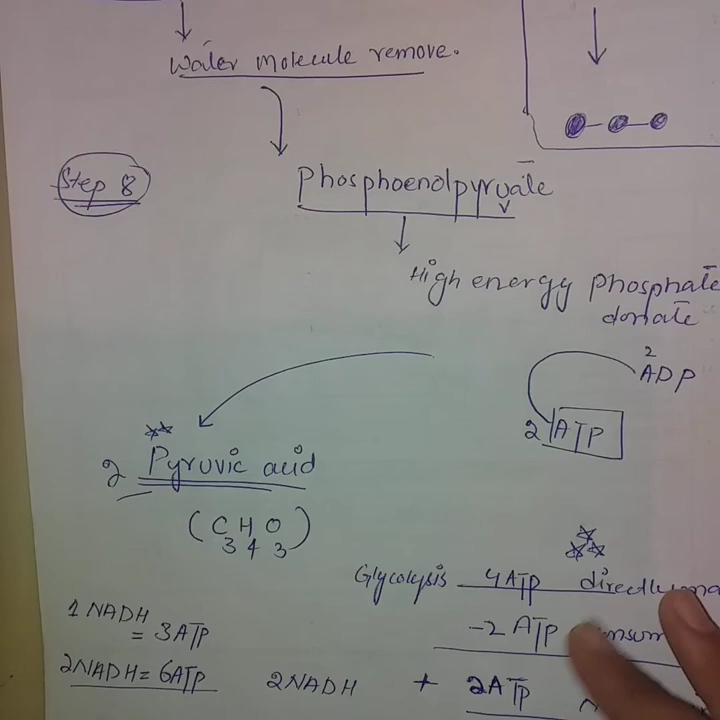 Water molecule remove.
Step 8
Phosphoenolpyruvate
High energy phosphate
donate
2
ADP
2 ATP
2 Pyruvic acid
(C3H4O3)
Glycolysis 4ATP directly
-2 ATP
1 NADH
= 3ATP
2NADH = 6ATP
2NADH + 2ATP